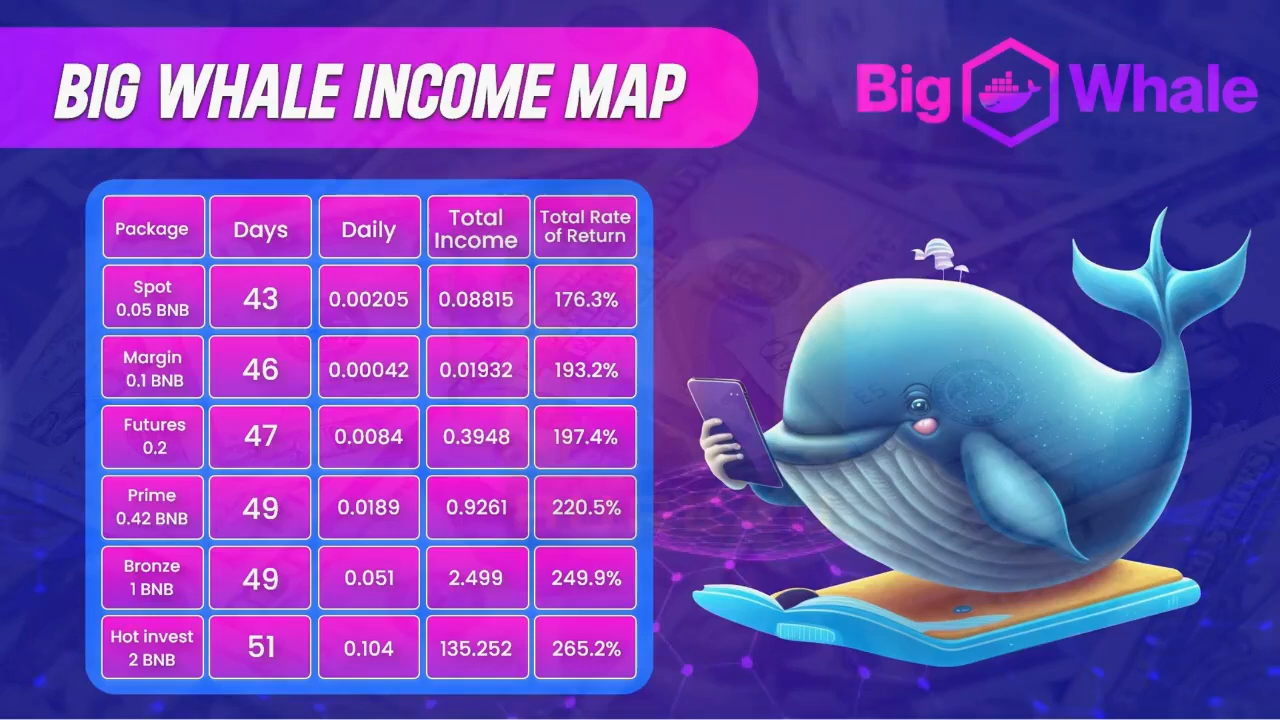 BIG WHALE INCOME MAP
Big Whale
Package
Days
Daily
Total
Income
Total Rate
of Return
Spot
0.05 BNB
43
0.00205
0.08815
176.3%
Margin
0.1 BNB
46
0.00042
0.01932
193.2%
Futures
0.2
47
0.0084
0.3948
197.4%
Prime
0.42 BNB
49
0.0189
0.9261
220.5%
Bronze
1 BNB
49
0.051
2.499
249.9%
Hot invest
2 BNB
51
0.104
135.252
265.2%